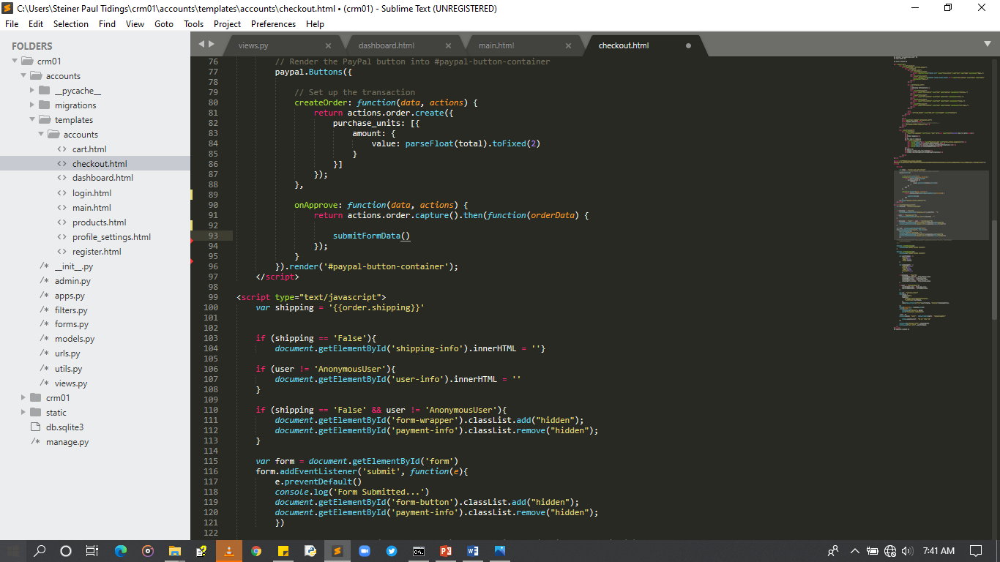 C:\Users\Steiner Paul Tidings\crm01\accounts\templates\accounts\checkout.html • (crm01) - Sublime Text (UNREGISTERED)
File Edit Selection Find View Goto Tools Project Preferences Help
FOLDERS
crm01
accounts
__pycache__
migrations
templates
accounts
<> cart.html
<> checkout.html
<> dashboard.html
<> login.html
<> main.html
<> products.html
<> profile_settings.html
<> register.html
/* __init__.py
/* admin.py
/* apps.py
/* filters.py
/* forms.py
/* models.py
/* urls.py
/* utils.py
/* views.py
crm01
static
db.sqlite3
/* manage.py
views.py × dashboard.html × main.html × checkout.html •
76 // Render the PayPal button into #paypal-button-container
77 paypal.Buttons({
78
79 // Set up the transaction
80 createOrder: function(data, actions) {
81 return actions.order.create({
82 purchase_units: [{
83 amount: {
84 value: parseFloat(total).toFixed(2)
85 }
86 }]
87 });
88 },
89
90 onApprove: function(data, actions) {
91 return actions.order.capture().then(function(orderData) {
92
93 submitFormData()
94 });
95 }
96 }).render('#paypal-button-container');
97 </script>
98
99 <script type="text/javascript">
100 var shipping = '{{order.shipping}}'
101
102
103 if (shipping == 'False'){
104 document.getElementById('shipping-info').innerHTML = ''}
105
106 if (user != 'AnonymousUser'){
107 document.getElementById('user-info').innerHTML = ''
108 }
109
110 if (shipping == 'False' && user != 'AnonymousUser'){
111 document.getElementById('form-wrapper').classList.add("hidden");
112 document.getElementById('payment-info').classList.remove("hidden");
113 }
114
115 var form = document.getElementById('form')
116 form.addEventListener('submit', function(e){
117 e.preventDefault()
118 console.log('Form Submitted...')
119 document.getElementById('form-button').classList.add("hidden");
120 document.getElementById('payment-info').classList.remove("hidden");
121 })
122
7:41 AM